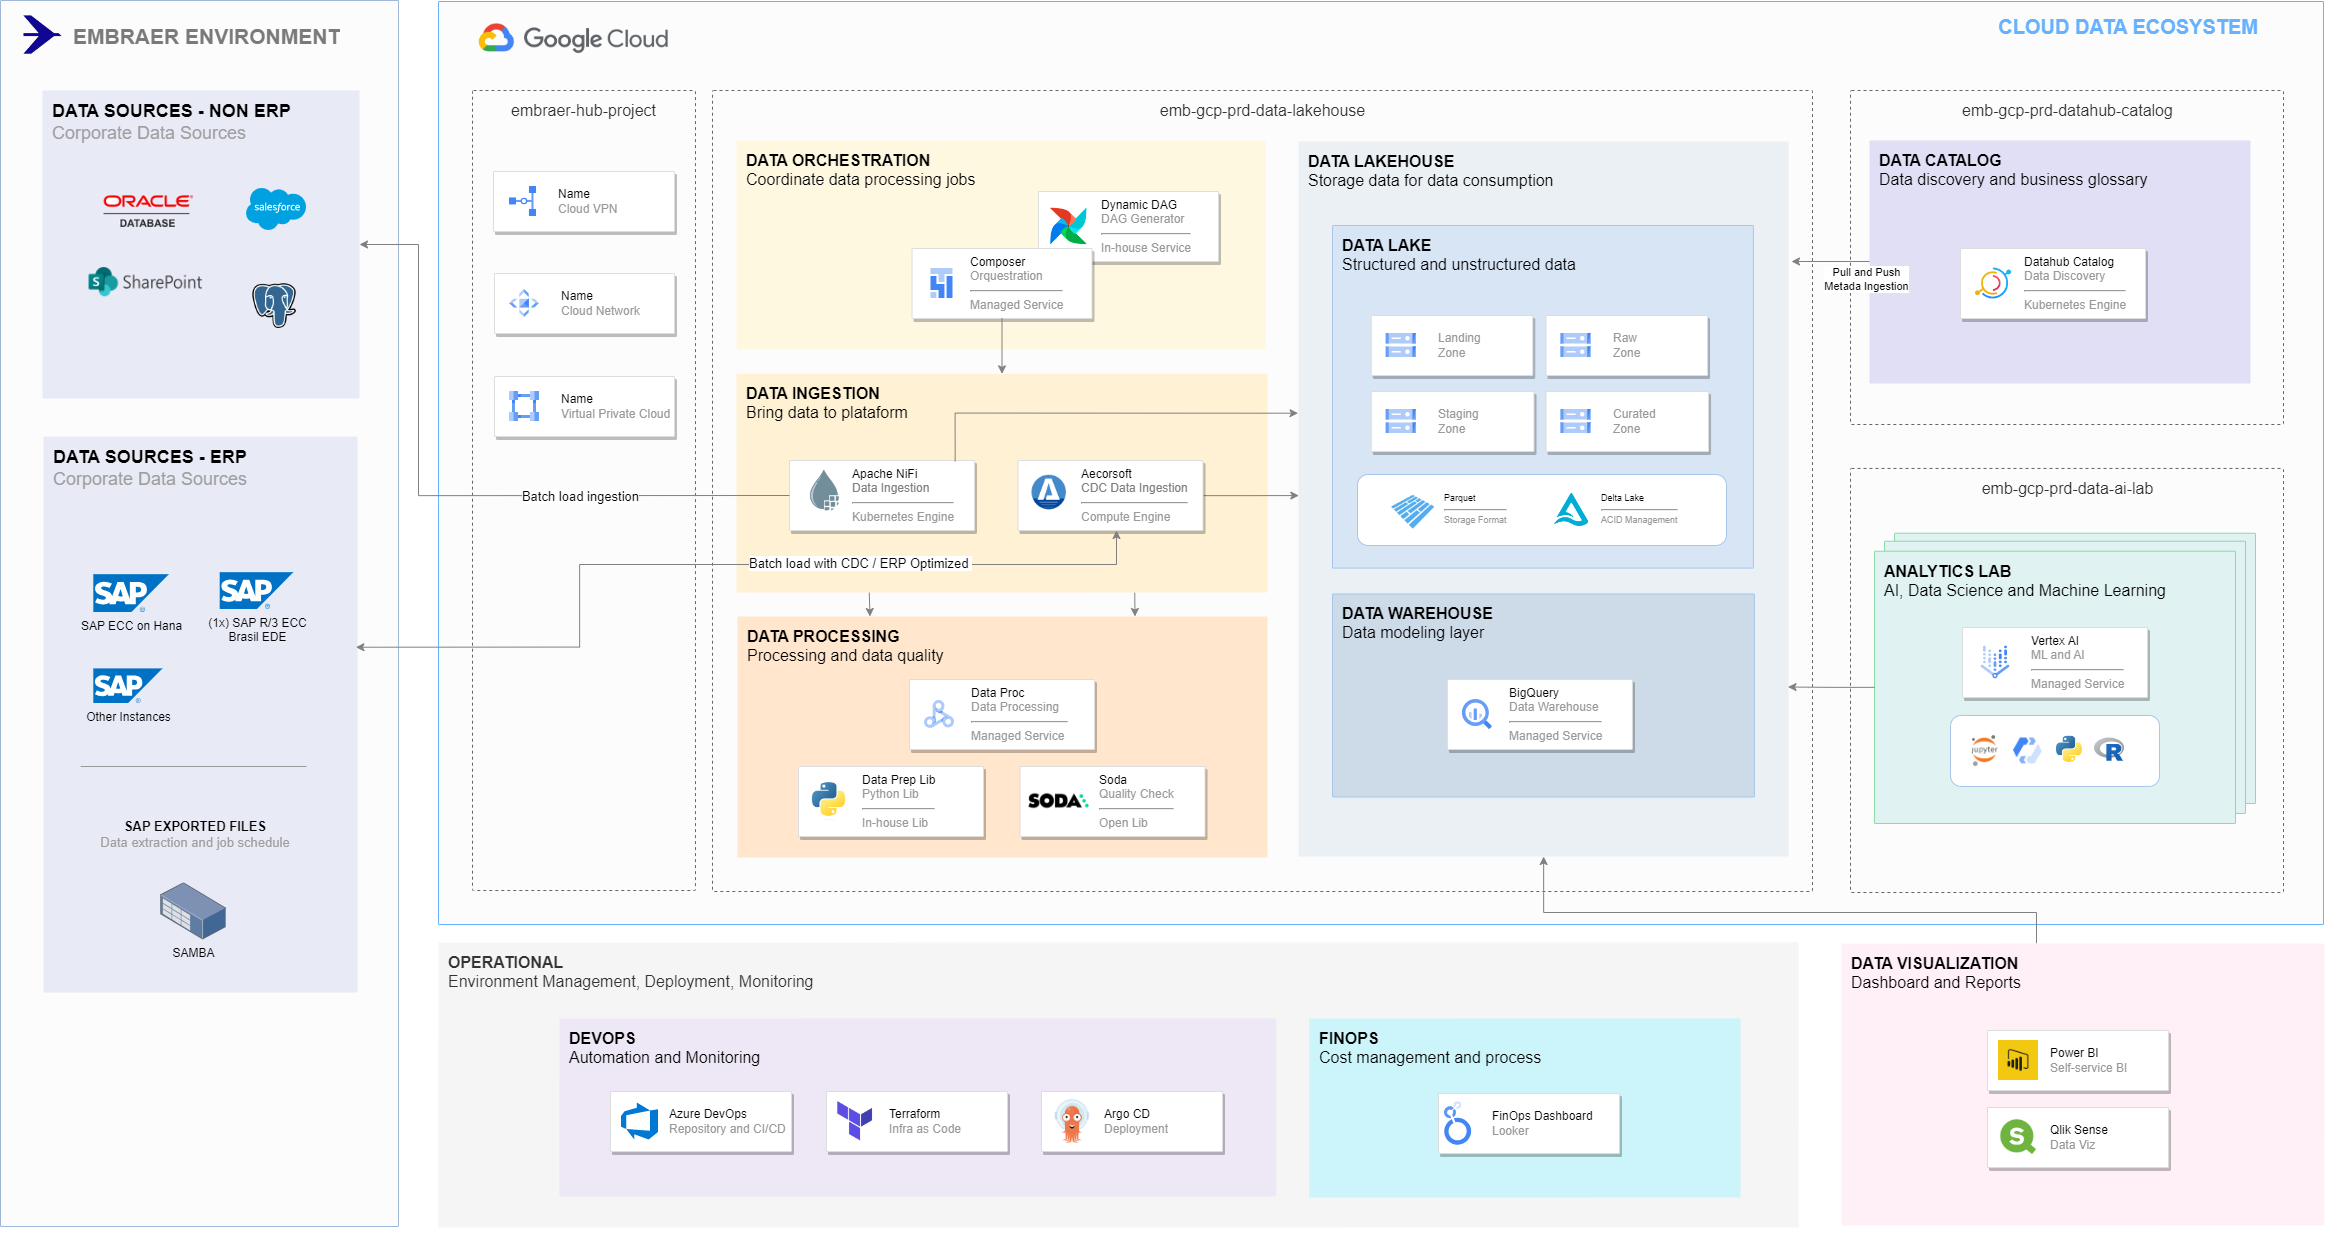 EMBRAER ENVIRONMENT
DATA SOURCES - NON ERP
Corporate Data Sources
ORACLE
DATABASE
salesforce
S
SharePoint
DATA SOURCES - ERP
Corporate Data Sources
SAP
SAP ECC on Hana
SAP
(1x) SAP R/3 ECC
Brasil EDE
SAP
Other Instances
SAP EXPORTED FILES
Data extraction and job schedule
SAMBA
Google Cloud
CLOUD DATA ECOSYSTEM
embraer-hub-project
Name
Cloud VPN
Name
Cloud Network
Name
Virtual Private Cloud
emb-gcp-prd-data-lakehouse
DATA ORCHESTRATION
Coordinate data processing jobs
Dynamic DAG
DAG Generator
In-house Service
Composer
Orquestration
Managed Service
DATA INGESTION
Bring data to plataform
Apache NiFi
Data Ingestion
Kubernetes Engine
Aecorsoft
CDC Data Ingestion
Compute Engine
Batch load ingestion
Batch load with CDC / ERP Optimized
DATA PROCESSING
Processing and data quality
Data Proc
Data Processing
Managed Service
Data Prep Lib
Python Lib
In-house Lib
SODA
Soda
Quality Check
Open Lib
DATA LAKEHOUSE
Storage data for data consumption
DATA LAKE
Structured and unstructured data
Landing
Zone
Raw
Zone
Staging
Zone
Curated
Zone
Parquet
Storage Format
Delta Lake
ACID Management
DATA WAREHOUSE
Data modeling layer
BigQuery
Data Warehouse
Managed Service
emb-gcp-prd-datahub-catalog
DATA CATALOG
Data discovery and business glossary
Datahub Catalog
Data Discovery
Kubernetes Engine
Pull and Push
Metada Ingestion
emb-gcp-prd-data-ai-lab
ANALYTICS LAB
AI, Data Science and Machine Learning
Vertex AI
ML and AI
Managed Service
jupyter
R
OPERATIONAL
Environment Management, Deployment, Monitoring
DEVOPS
Automation and Monitoring
Azure DevOps
Repository and CI/CD
Terraform
Infra as Code
Argo CD
Deployment
FINOPS
Cost management and process
FinOps Dashboard
Looker
DATA VISUALIZATION
Dashboard and Reports
Power BI
Self-service BI
S
Qlik Sense
Data Viz